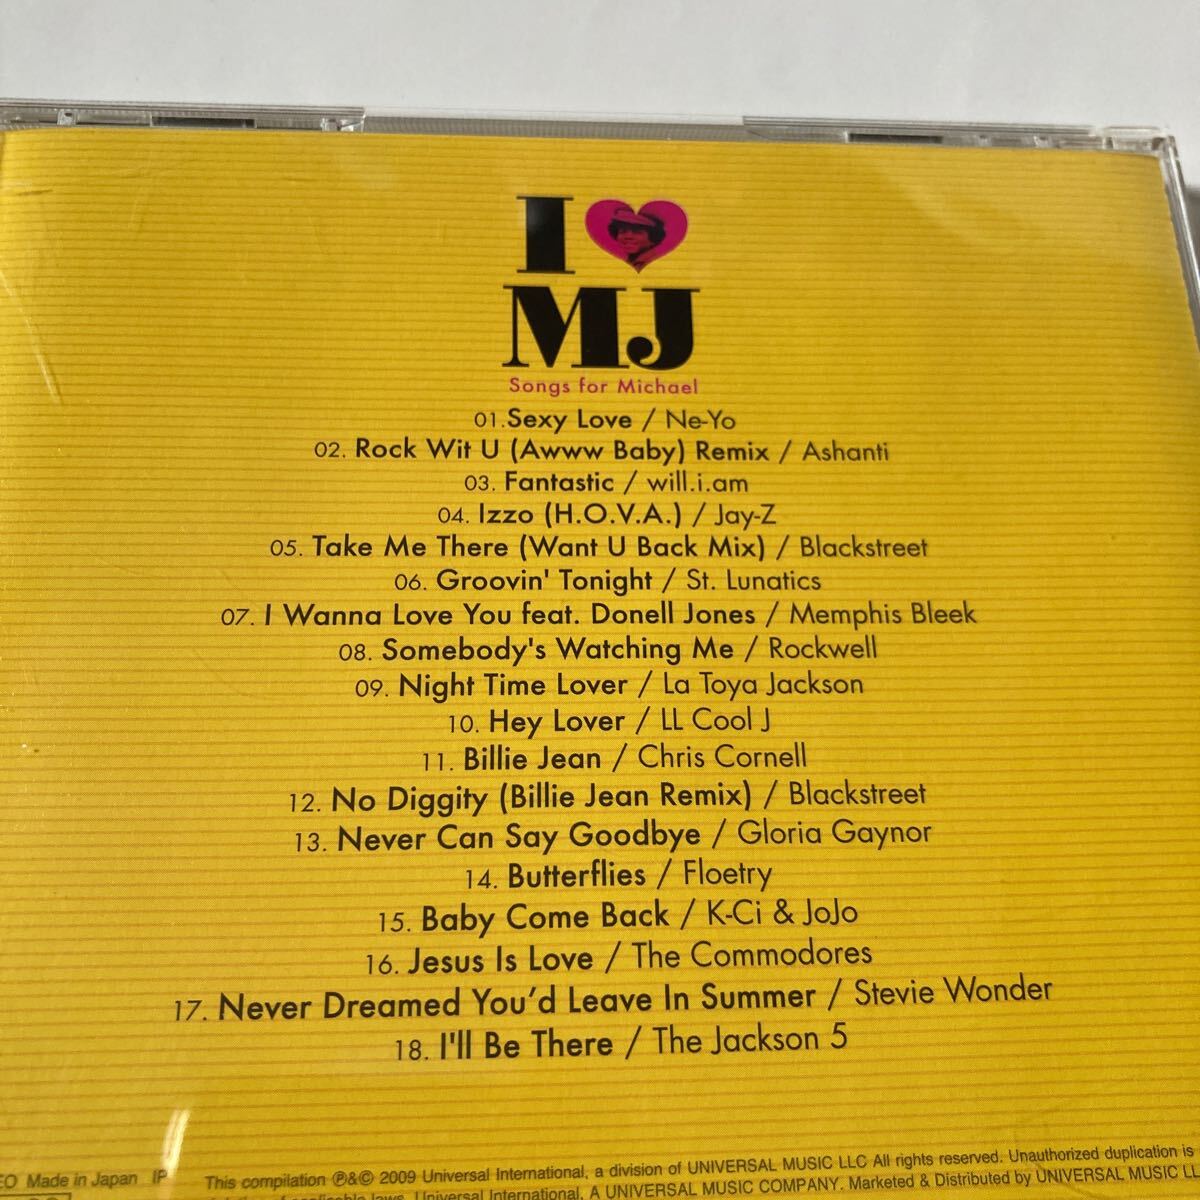 I
MJ
Songs for Michael
01.Sexy Love / Ne-Yo
02. Rock Wit U (Awww Baby) Remix / Ashanti
03. Fantastic / will.i.am
04. Izzo (H.O.V.A.) / Jay-Z
05. Take Me There (Want U Back Mix) / Blackstreet
06. Groovin' Tonight / St. Lunatics
07. I Wanna Love You feat. Donell Jones / Memphis Bleek
08. Somebody's Watching Me / Rockwell
09. Night Time Lover / La Toya Jackson
10. Hey Lover / LL Cool J
11. Billie Jean / Chris Cornell
12. No Diggity (Billie Jean Remix) / Blackstreet
13. Never Can Say Goodbye / Gloria Gaynor
14. Butterflies / Floetry
15. Baby Come Back / K-Ci & JoJo
16. Jesus Is Love / The Commodores
17. Never Dreamed You'd Leave In Summer / Stevie Wonder
18. I'll Be There / The Jackson 5
EO Made in Japan IP This compilation ℗&© 2009 Universal International, a division of UNIVERSAL MUSIC LLC All rights reserved. Unauthorized duplication is
of applicable laws. Universal International, A UNIVERSAL MUSIC COMPANY. Marketed & Distributed by UNIVERSAL MUSIC LL